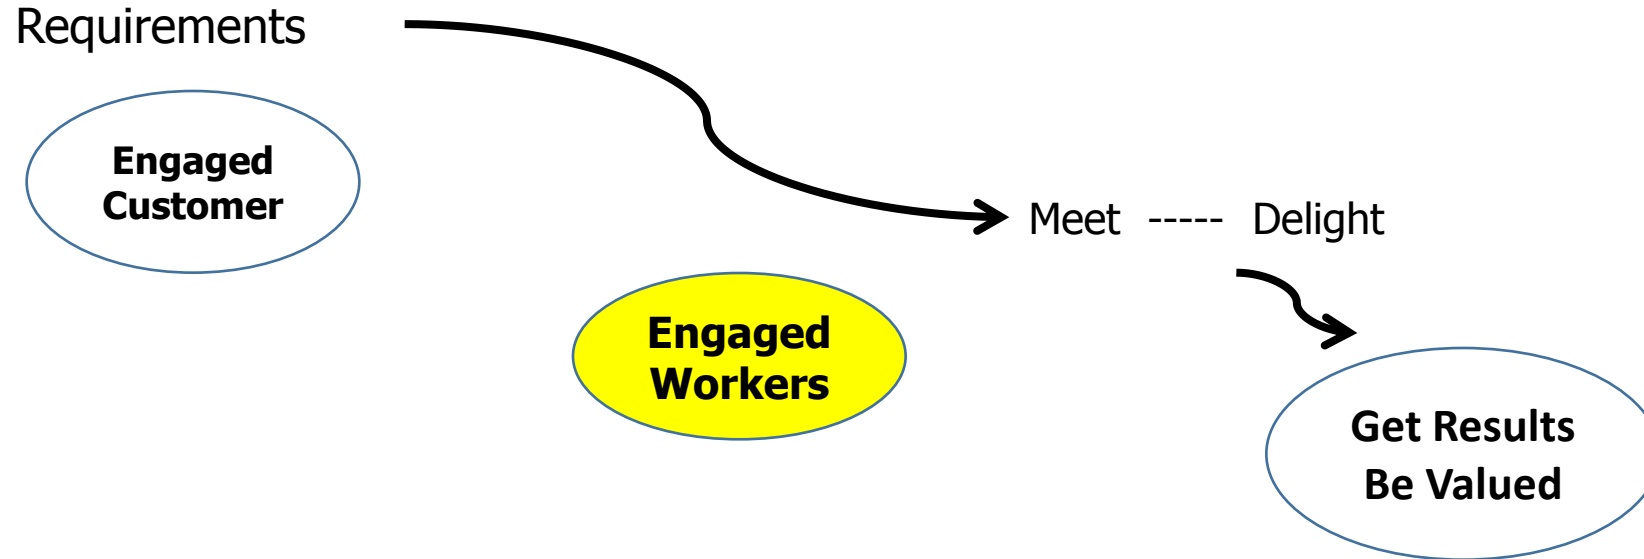 Requirements
Engaged
Customer
Meet ----- Delight
Engaged
Workers
Get Results
Be Valued